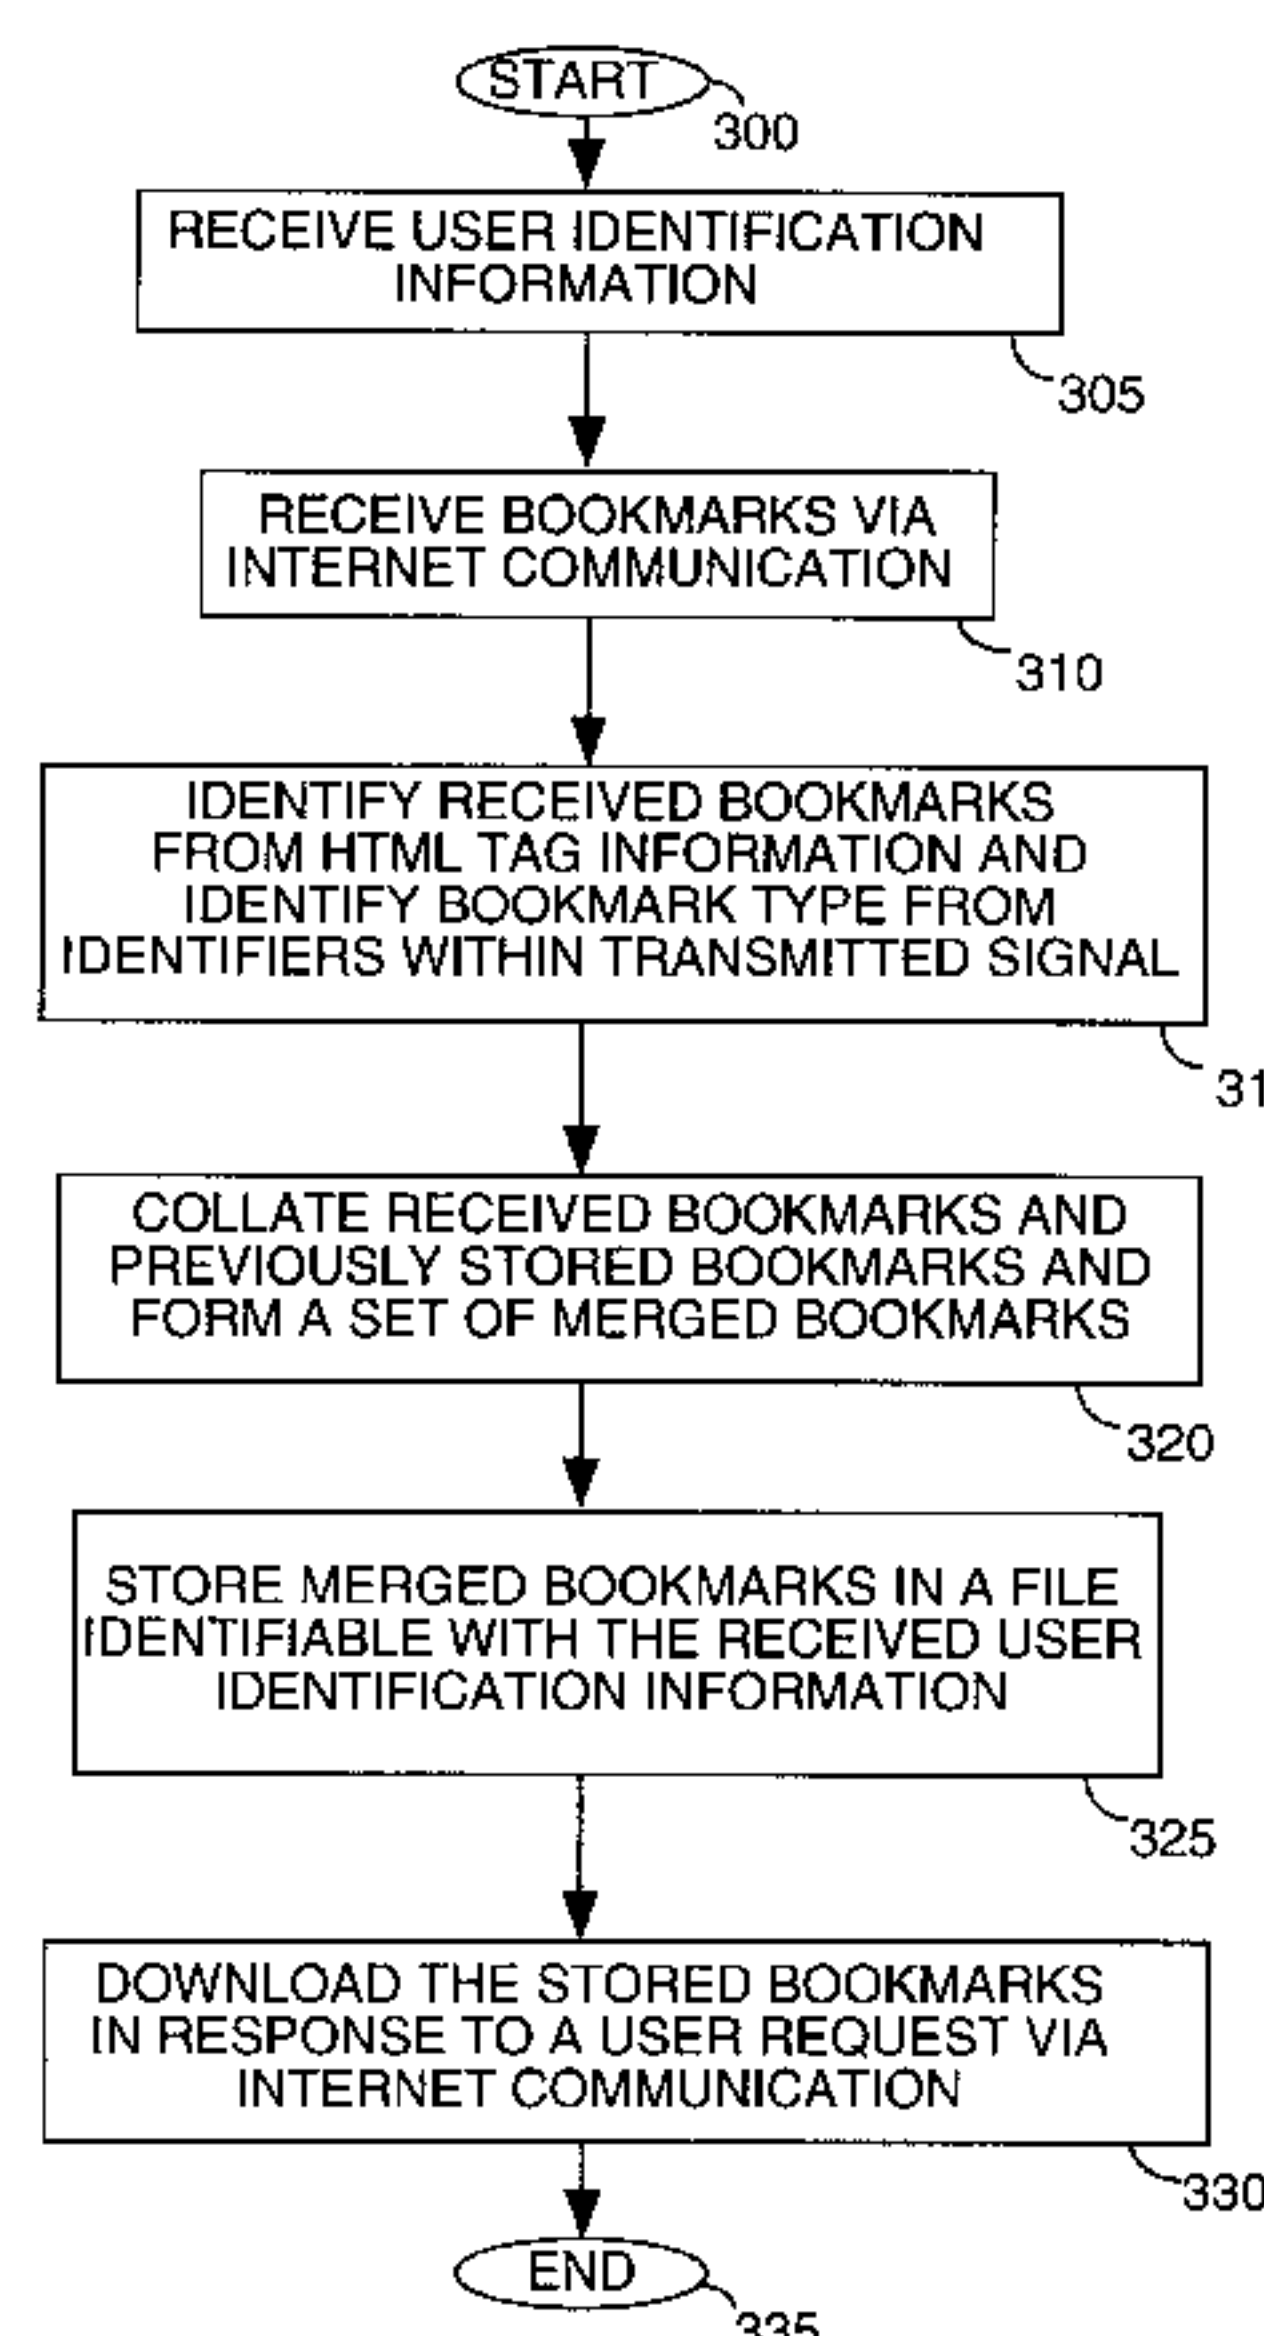 START
300
RECEIVE USER IDENTIFICATION
INFORMATION
305
RECEIVE BOOKMARKS VIA
INTERNET COMMUNICATION
310
IDENTIFY RECEIVED BOOKMARKS
FROM HTML TAG INFORMATION AND
IDENTIFY BOOKMARK TYPE FROM
IDENTIFIERS WITHIN TRANSMITTED SIGNAL
31
COLLATE RECEIVED BOOKMARKS AND
PREVIOUSLY STORED BOOKMARKS AND
FORM A SET OF MERGED BOOKMARKS
320
STORE MERGED BOOKMARKS IN A FILE
IDENTIFIABLE WITH THE RECEIVED USER
IDENTIFICATION INFORMATION
325
DOWNLOAD THE STORED BOOKMARKS
IN RESPONSE TO A USER REQUEST VIA
INTERNET COMMUNICATION
330
END
335